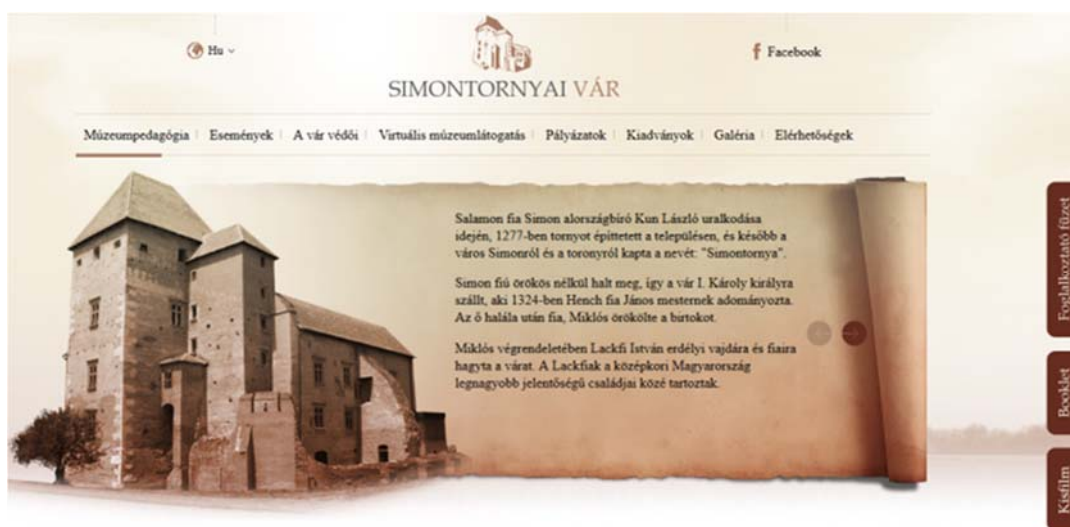 Hu
Facebook
SIMONTORNYAI VÁR
Múzeumpedagógia
Események
A vár védői
Virtuális múzeumlátogatás
Pályázatok
Kiadványok
Galéria
Elérhetőségek
Salamon fia Simon alországbíró Kun László uralkodása
idején, 1277-ben tornyot építtetett a településen, és később a
város Simonról és a toronyról kapta a nevét: "Simontornya".
Simon fiú örökös nélkül halt meg, így a vár I. Károly királyra
szállt, aki 1324-ben Hench fia János mesternek adományozta.
Az ő halála után fia, Miklós örökölte a birtokot.
Miklós végrendeletében Lackfi István erdélyi vajdára és fiaira
hagyta a várat. A Lackfiak a középkori Magyarország
legnagyobb jelentőségű családjai közé tartoztak.
Foglalkoztató füzet
Booklet
Kisfilm